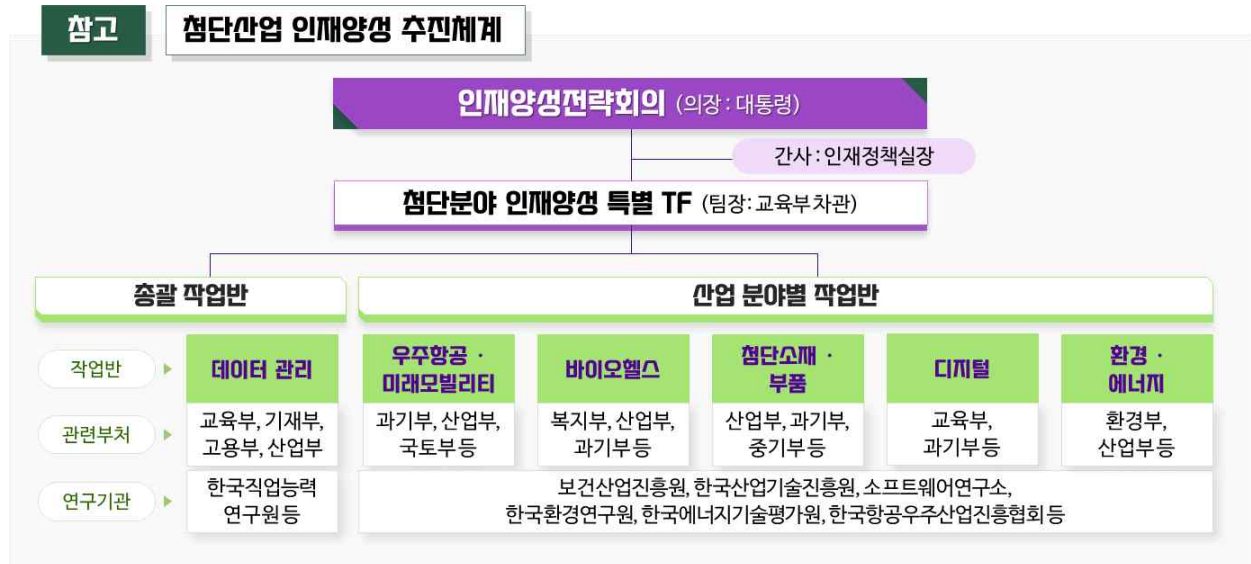 참고
첨단산업 인재양성 추진체계
인재양성전략회의 (의장 : 대통령)
간사 : 인재정책실장
첨단분야 인재양성 특별 TF (팀장: 교육부 차관)
총괄 작업반
산업 분야별 작업반
작업반
데이터 관리
우주항공 ·
미래모빌리티
바이오헬스
첨단소재 ·
부품
디지털
환경 ·
에너지
관련부처
교육부, 기재부,
고용부, 산업부
과기부, 산업부,
국토부 등
복지부, 산업부,
과기부 등
산업부, 과기부,
중기부 등
교육부,
과기부 등
환경부,
산업부 등
연구기관
한국직업능력
연구원 등
보건산업진흥원, 한국산업기술진흥원, 소프트웨어연구소,
한국환경연구원, 한국에너지기술평가원, 한국항공우주산업진흥협회 등